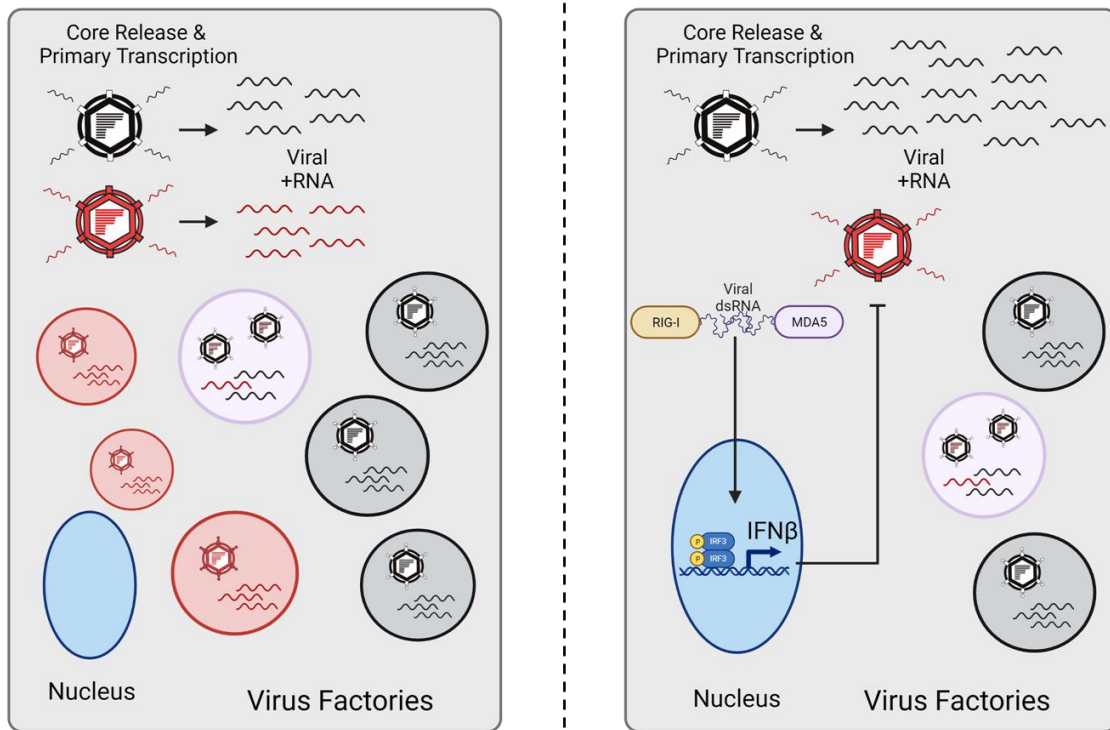 Core Release &
Primary Transcription
Viral
+RNA
Nucleus
Virus Factories
Core Release &
Primary Transcription
Viral
+RNA
Viral
dsRNA
RIG-I
MDA5
IFNβ
P
IRF3
P
IRF3
Nucleus
Virus Factories